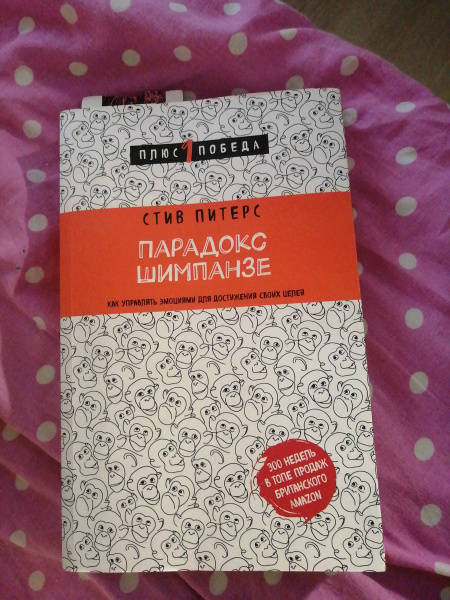 ПЛЮС 1 ПОБЕДА
СТИВ ПИТЕРС
ПАРАДОКС
ШИМПАНЗЕ
КАК УПРАВЛЯТЬ ЭМОЦИЯМИ ДЛЯ ДОСТИЖЕНИЯ СВОИХ ЦЕЛЕЙ
300 НЕДЕЛЬ
В ТОПЕ ПРОДАЖ
БРИТАНСКОГО
AMAZON